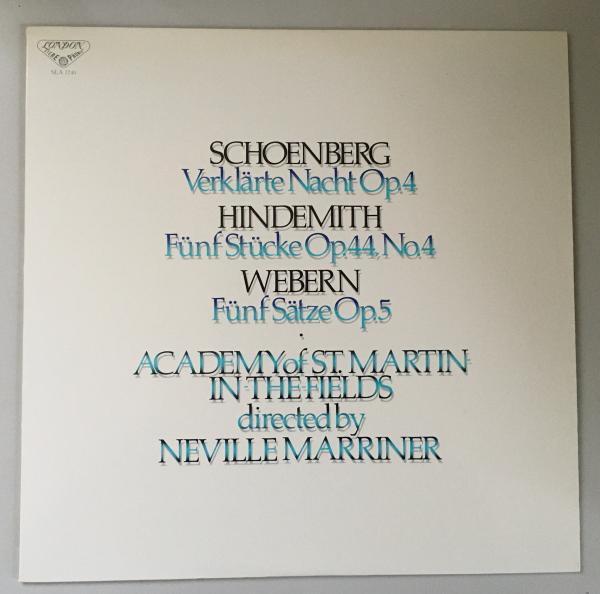 LONDON
SCHOENBERG
Verklärte Nacht Op.4
HINDEMITH
Fünf Stücke Op.44, No.4
WEBERN
Fünf Sätze Op.5
ACADEMY of ST. MARTIN-
IN-THE-FIELDS
directed by
NEVILLE MARRINER